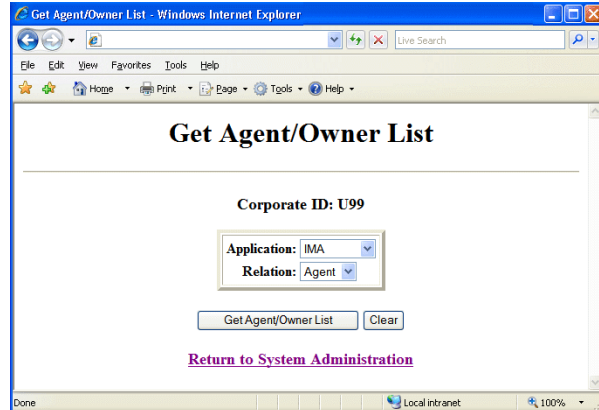 Get Agent/Owner List - Windows Internet Explorer
Live Search
File Edit View Favorites Tools Help
Home Print Page Tools Help
Get Agent/Owner List
Corporate ID: U99
Application: IMA
Relation: Agent
Get Agent/Owner List Clear
Return to System Administration
Done Local intranet 100%